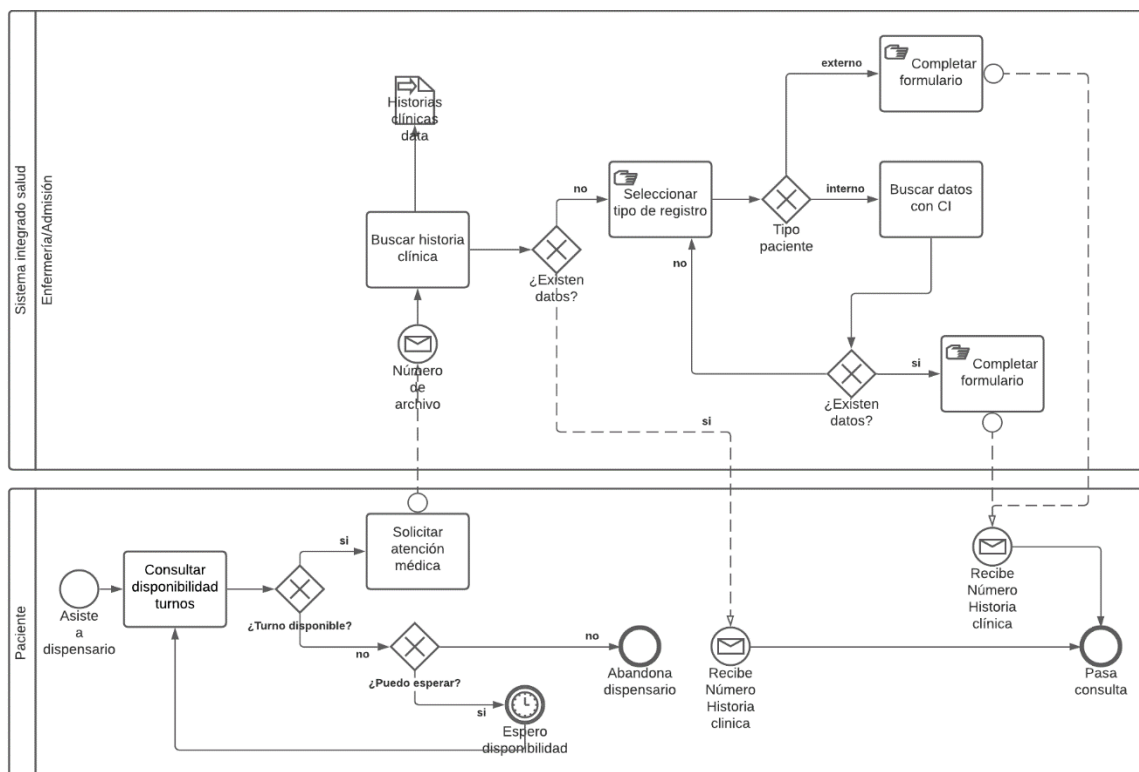 Sistema integrado salud
Enfermería/Admisión
externo
Completar
formulario
Historias
clínicas
data
no
Seleccionar
tipo de registro
interno
Buscar datos
con CI
Tipo
paciente
Buscar historia
clínica
¿Existen
datos?
no
Número
de
archivo
si
Completar
formulario
¿Existen
datos?
si
Paciente
Solicitar
atención
médica
si
Consultar
disponibilidad
turnos
Asiste
a
dispensario
¿Turno disponible?
no
¿Puedo esperar?
no
Abandona
dispensario
si
Espero
disponibilidad
Recibe
Número
Historia
clinica
Recibe
Número
Historia
clínica
Pasa
consulta